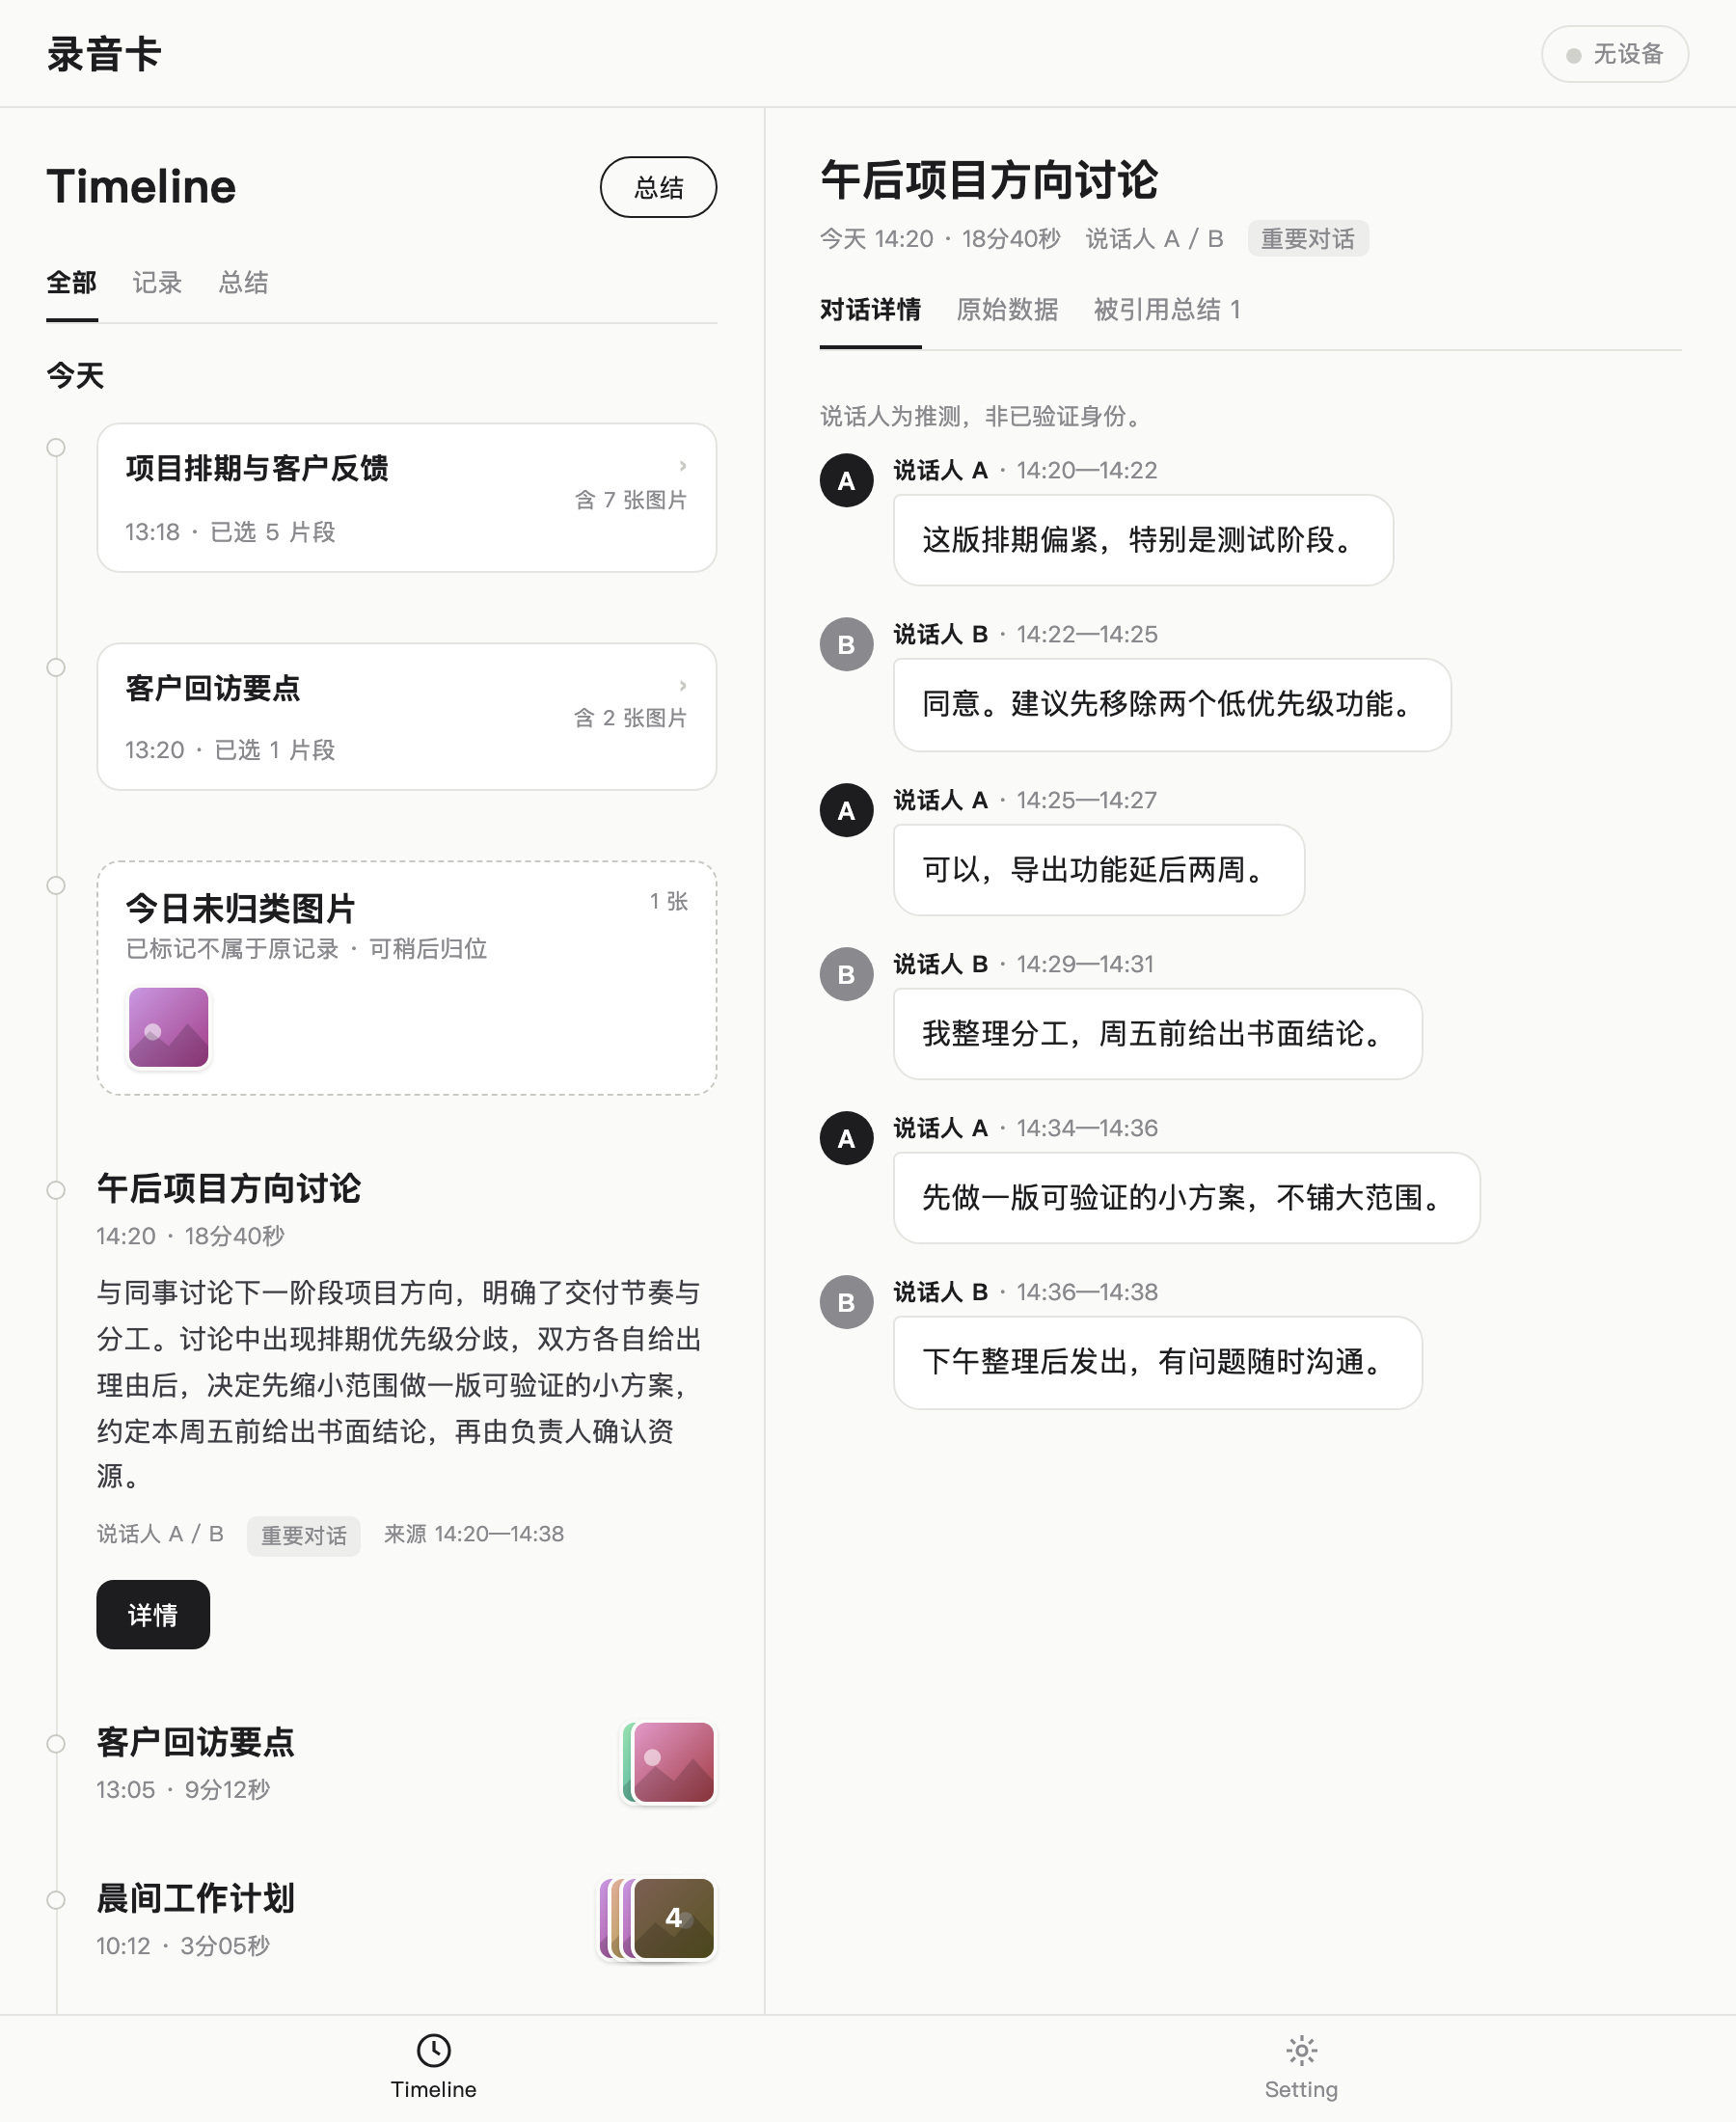 录音卡
无设备
Timeline
总结
全部 记录 总结
今天
项目排期与客户反馈
含 7 张图片
13:18 · 已选 5 片段
客户回访要点
含 2 张图片
13:20 · 已选 1 片段
今日未归类图片
1 张
已标记不属于原记录 · 可稍后归位
午后项目方向讨论
14:20 · 18分40秒
与同事讨论下一阶段项目方向，明确了交付节奏与
分工。讨论中出现排期优先级分歧，双方各自给出
理由后，决定先缩小范围做一版可验证的小方案，
约定本周五前给出书面结论，再由负责人确认资
源。
说话人 A / B 重要对话 来源 14:20—14:38
详情
客户回访要点
13:05 · 9分12秒
晨间工作计划
4
10:12 · 3分05秒
午后项目方向讨论
今天 14:20 · 18分40秒 说话人 A / B 重要对话
对话详情 原始数据 被引用总结 1
说话人为推测，非已验证身份。
A 说话人 A · 14:20—14:22
这版排期偏紧，特别是测试阶段。
B 说话人 B · 14:22—14:25
同意。建议先移除两个低优先级功能。
A 说话人 A · 14:25—14:27
可以，导出功能延后两周。
B 说话人 B · 14:29—14:31
我整理分工，周五前给出书面结论。
A 说话人 A · 14:34—14:36
先做一版可验证的小方案，不铺大范围。
B 说话人 B · 14:36—14:38
下午整理后发出，有问题随时沟通。
Timeline
Setting